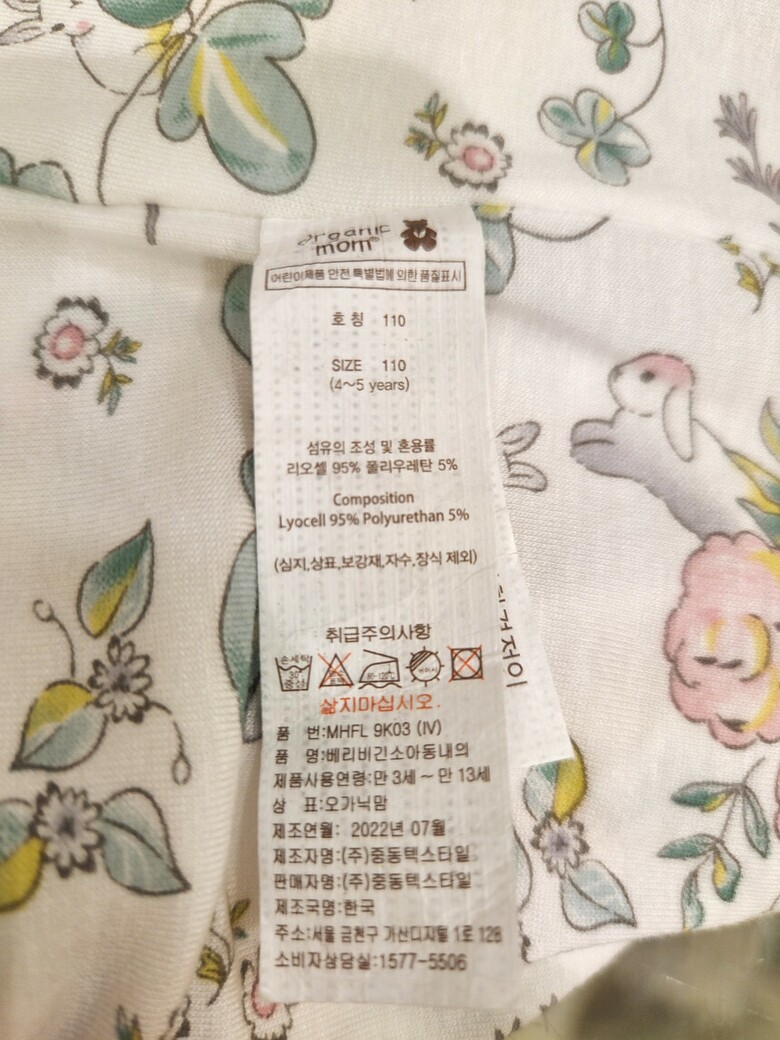 organic
mom®
어린이제품 안전 특별법에 의한 품질표시
호 칭 110
SIZE 110
(4~5 years)
섬유의 조성 및 혼용률
리오셀 95% 폴리우레탄 5%
Composition
Lyocell 95% Polyurethan 5%
(심지,상표,보강재,자수,장식 제외)
취급주의사항
손세탁
30°
중성
80~120℃
삶지마십시오.
품 번:MHFL 9K03 (IV)
품 명:베리비긴소아동내의
제품사용연령:만 3세 ~ 만 13세
상 표:오가닉맘
제조연월: 2022년 07월
제조자명:(주)중동텍스타일
판매자명:(주)중동텍스타일
제조국명:한국
주소:서울 금천구 가산디지털 1로 128
소비자상담실:1577-5506